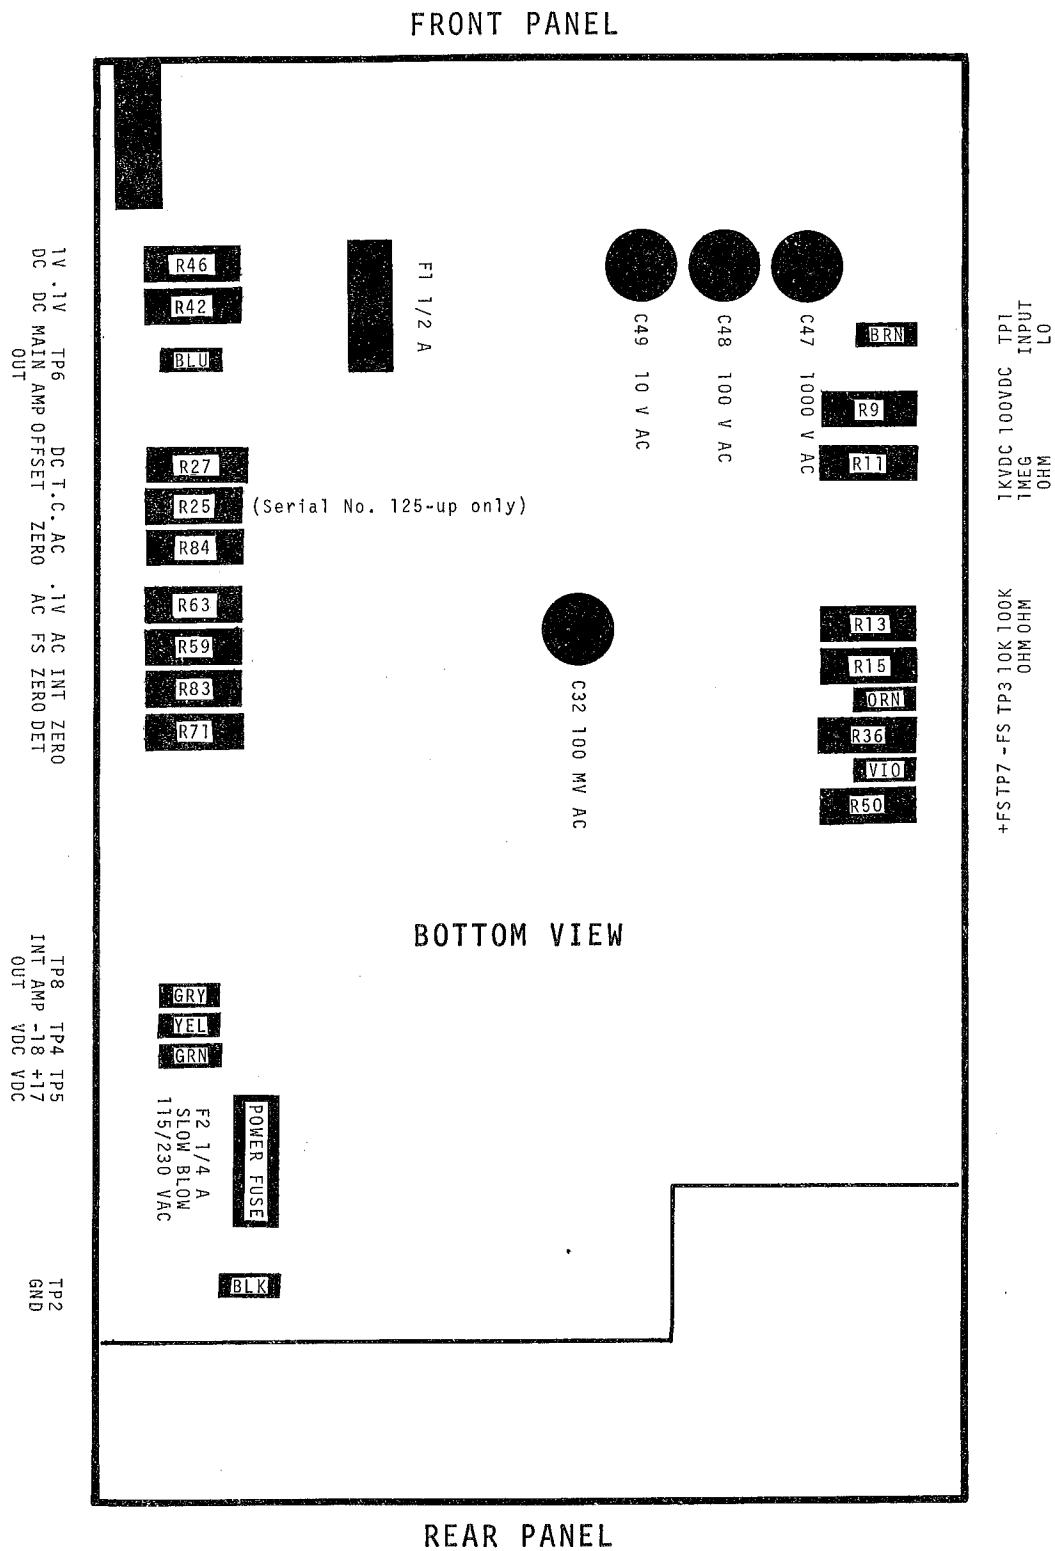 FRONT PANEL
1V .1V
DC DC
R46
R42
F1 1/2 A
C49 10 V AC
C48 100 V AC
C47 1000 V AC
BRN
TP1
INPUT
LO
TP6
MAIN AMP
OUT
BLU
R9
1KVDC 100VDC
R11
1MEG
OHM
DC T.C. AC
OFFSET ZERO
R27
R25 (Serial No. 125-up only)
R84
.1V AC INT ZERO
AC FS ZERO DET
R63
R59
R83
R71
C32 100 MV AC
R13
R15
ORN
R36
VIO
R50
+FS TP7 -FS TP3 10K 100K
OHM OHM
BOTTOM VIEW
TP8 TP4 TP5
INT AMP -18 +17
OUT VDC VDC
GRY
YEL
GRN
F2 1/4 A
SLOW BLOW
115/230 VAC
POWER FUSE
TP2
GND
BLK
REAR PANEL